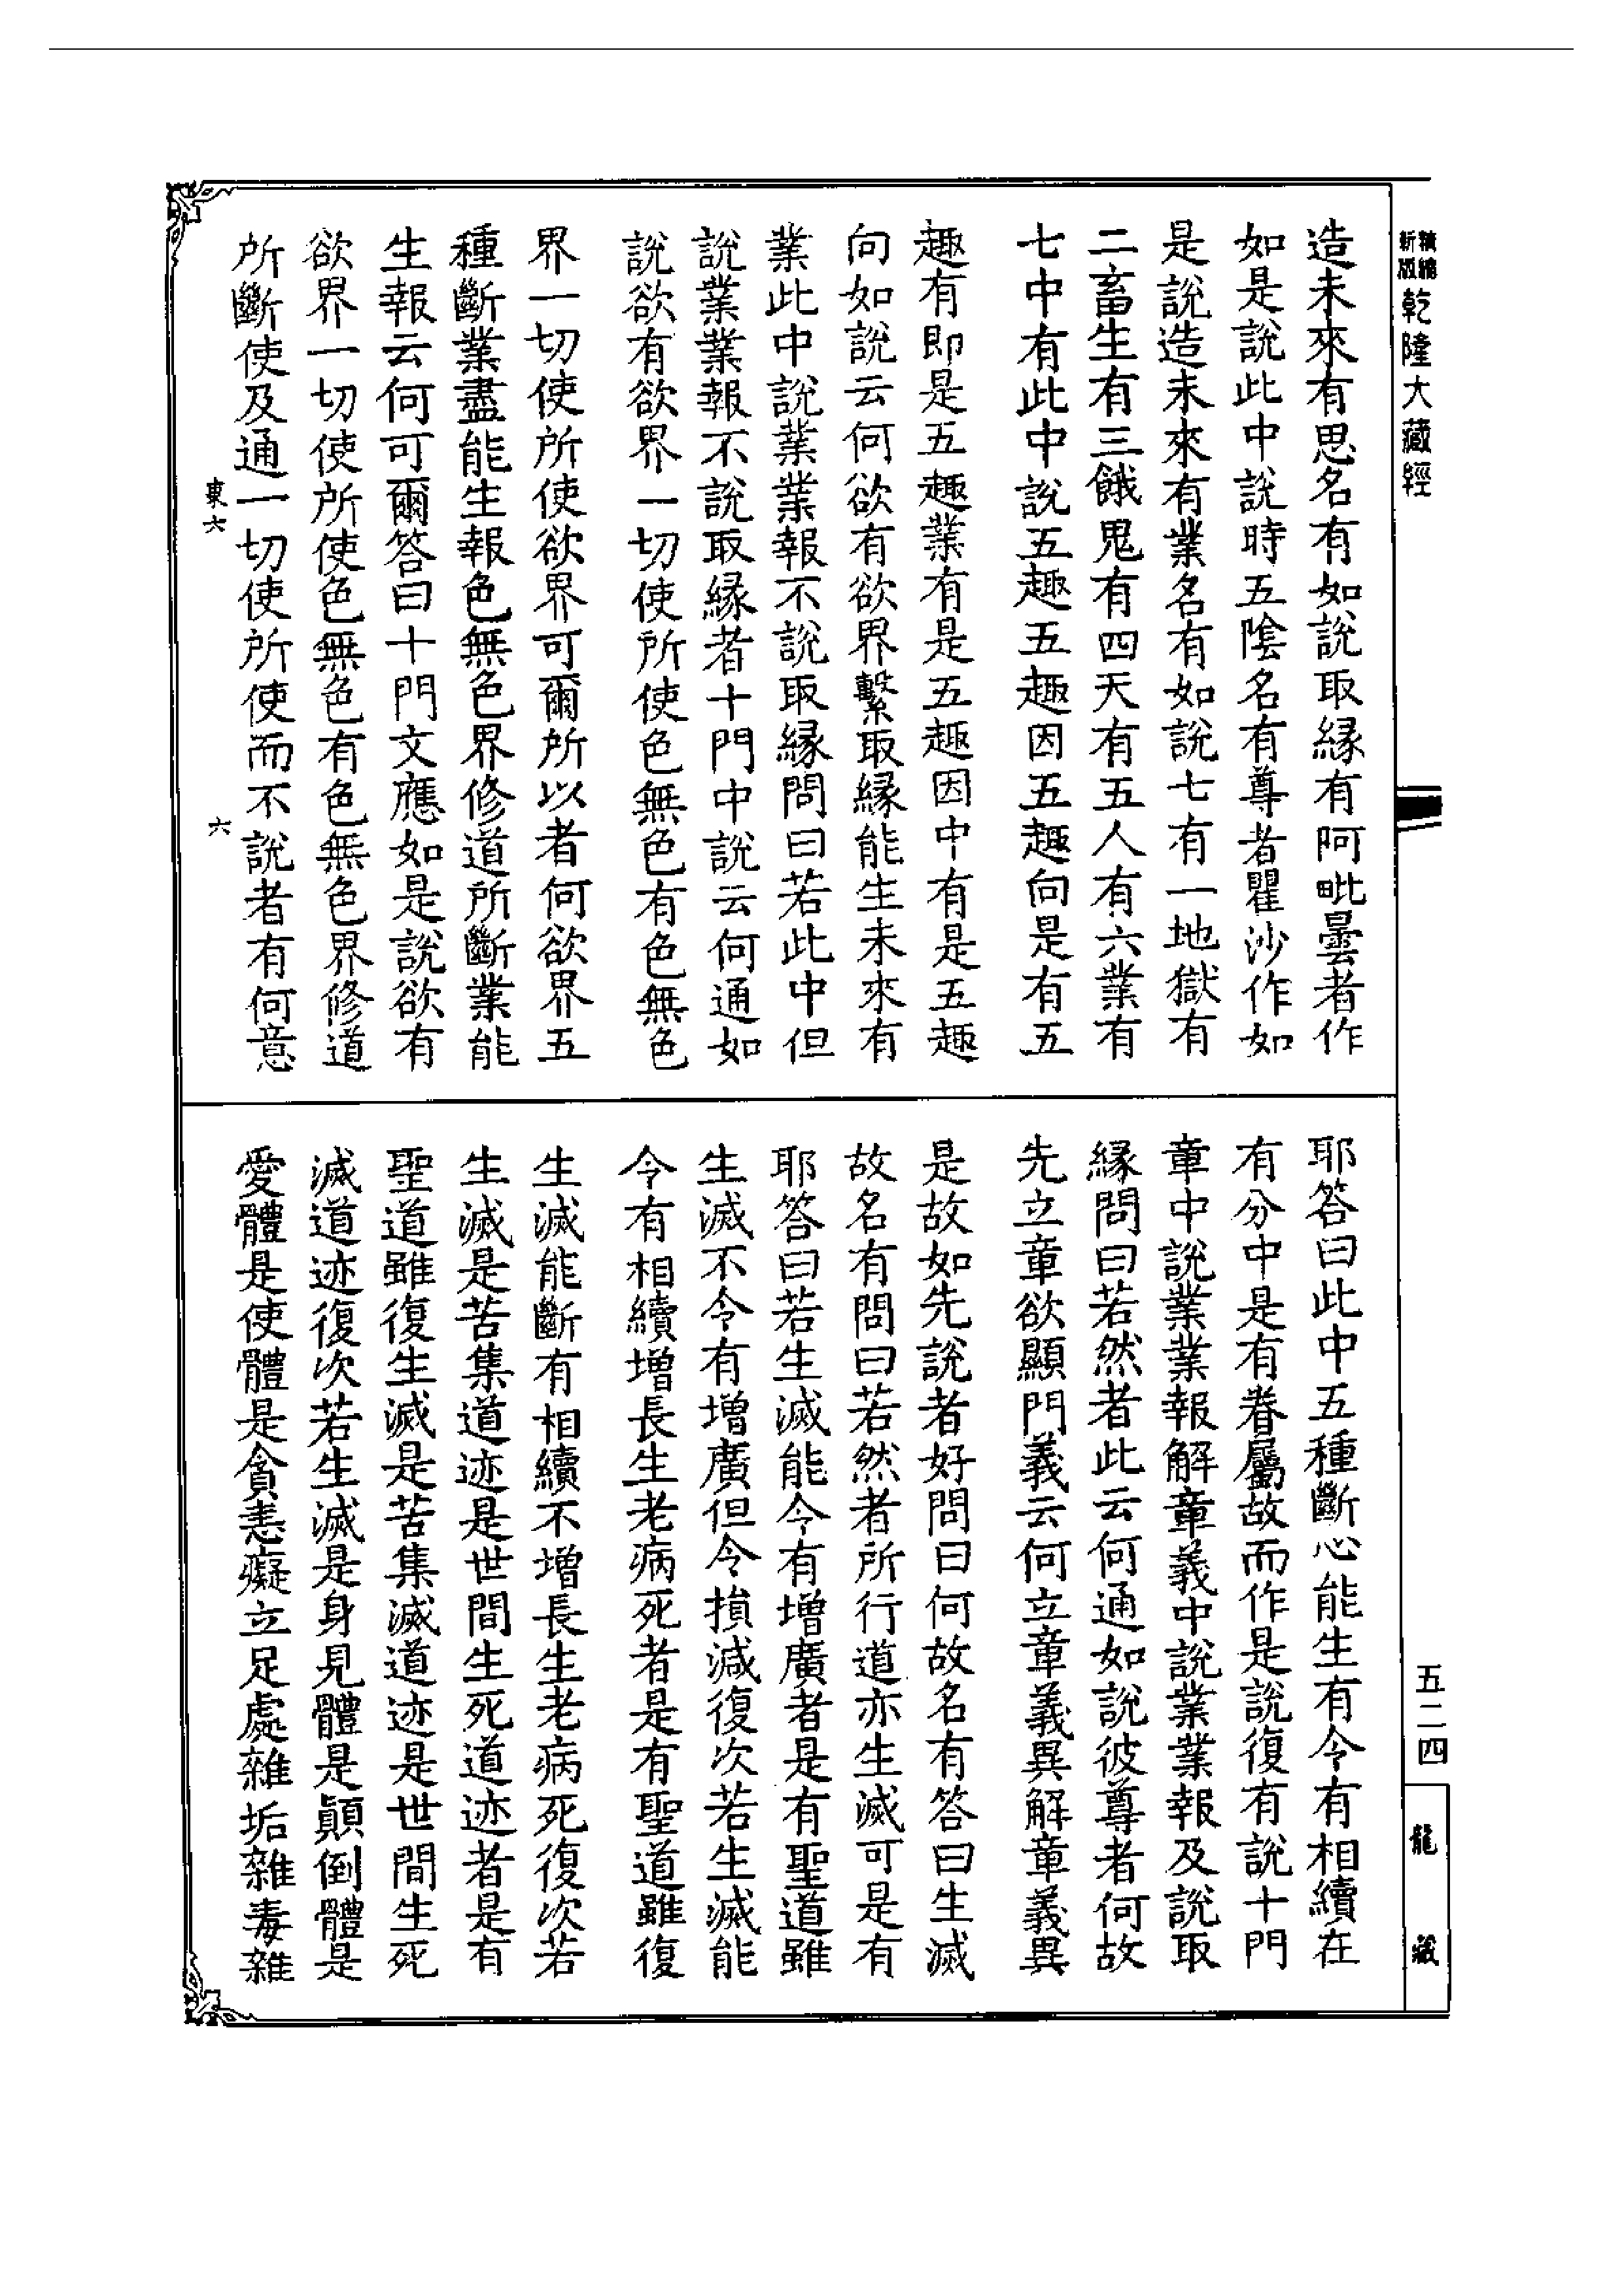 新版
精縮
乾隆大藏經
造未來有思名有如說取緣有阿毗曇者作
如是說此中說時五陰名有尊者瞿沙作如
是說造未來有業名有如說七有一地獄有
二畜生有三餓鬼有四天有五人有六業有
七中有此中說五趣五趣因五趣向是有五
趣有即是五趣業有是五趣因中有是五趣
向如說云何欲有欲界繫取緣能生未來有
業此中說業業報不說取緣問曰若此中但
說業業報不說取緣者十門中說云何通如
說欲有欲界一切使所使色無色有色無色
界一切使所使欲界可爾所以者何欲界五
種斷業盡能生報色無色界修道所斷業能
生報云何可爾答曰十門文應如是說欲有
欲界一切使所使色無色有色無色界修道
所斷使及通一切使所使而不說者有何意
東六
六
耶答曰此中五種斷心能生有令有相續在
有分中是有眷屬故而作是說復有說十門
章中說業業報解章義中說業業報及說取
緣問曰若然者此云何通如說彼尊者何故
先立章欲顯門義云何立章義異解章義異
是故如先說者好問曰何故名有答曰生滅
故名有問曰若然者所行道亦生滅可是有
耶答曰若生滅能令有增廣者是有聖道雖
生滅不令有增廣但令損減復次若生滅能
令有相續增長生老病死者是有聖道雖復
生滅能斷有相續不增長生老病死復次若
生滅是苦集道迹是世間生死道迹者是有
聖道雖復生滅是苦集滅道迹是世間生死
滅道迹復次若生滅是身見體是顛倒體是
愛體是使體是貪恚癡立足處雜垢雜毒雜
五二四
龍藏